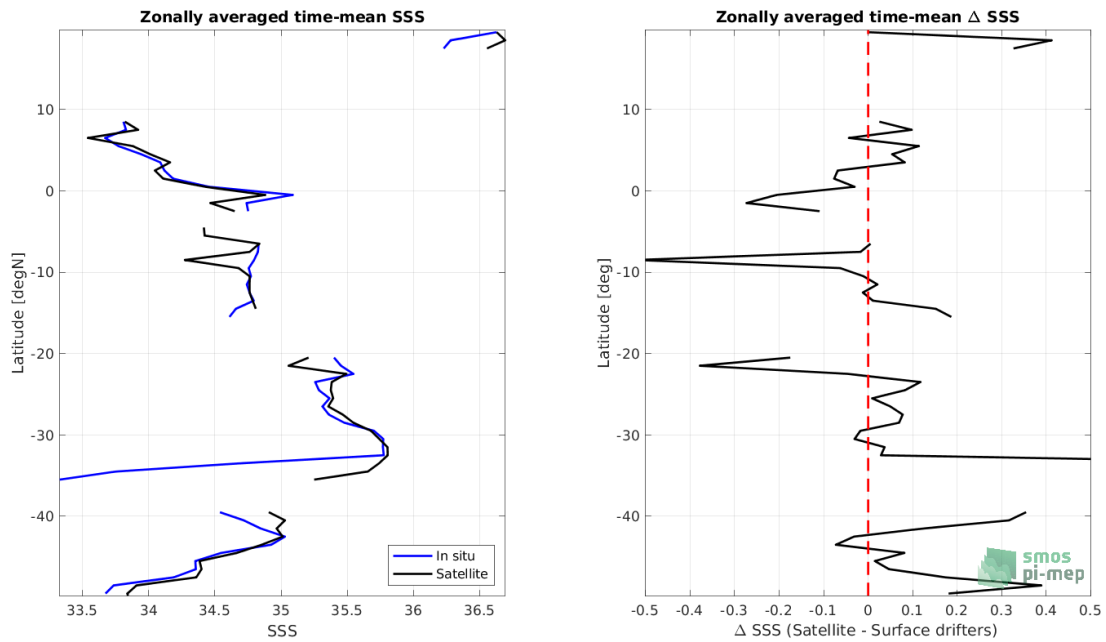 Zonally averaged time-mean SSS
Latitude [degN]
10
0
-10
-20
-30
-40
33.5 34 34.5 35 35.5 36 36.5
SSS
In situ
Satellite
Zonally averaged time-mean Δ SSS
Latitude [deg]
10
0
-10
-20
-30
-40
-0.5 -0.4 -0.3 -0.2 -0.1 0 0.1 0.2 0.3 0.4 0.5
Δ SSS (Satellite - Surface drifters)
smos
pi-mep